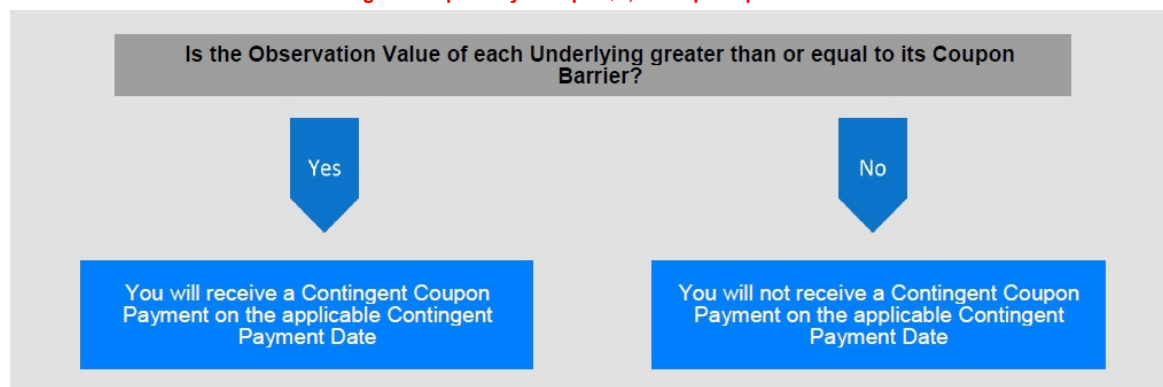 Is the Observation Value of each Underlying greater than or equal to its Coupon
Barrier?
Yes
No
You will receive a Contingent Coupon
Payment on the applicable Contingent
Payment Date
You will not receive a Contingent Coupon
Payment on the applicable Contingent
Payment Date